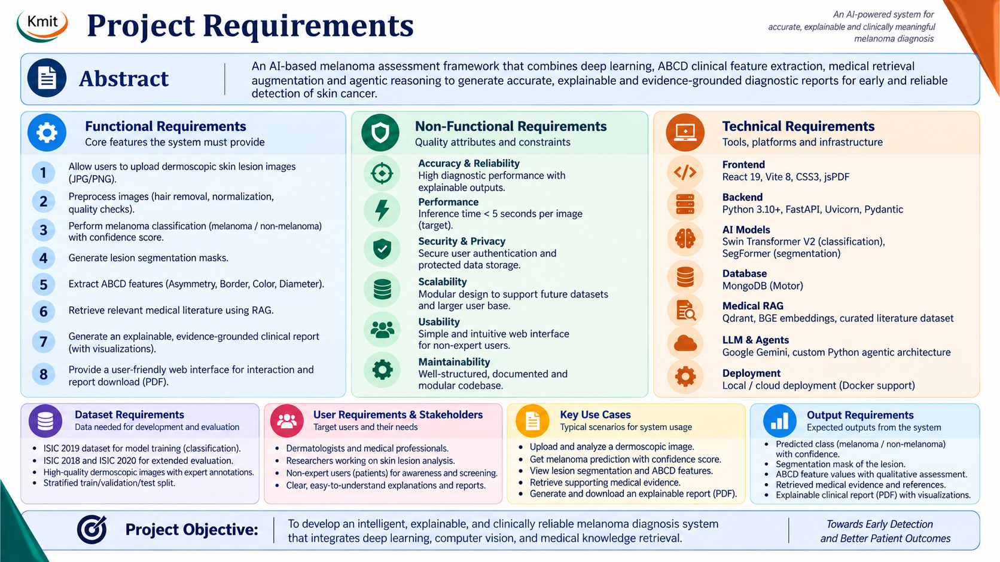 Kmit
Project Requirements
An AI-powered system for
accurate, explainable and clinically meaningful
melanoma diagnosis
Abstract
An AI-based melanoma assessment framework that combines deep learning, ABCD clinical feature extraction, medical retrieval
augmentation and agentic reasoning to generate accurate, explainable and evidence-grounded diagnostic reports for early and reliable
detection of skin cancer.
Functional Requirements
Core features the system must provide
1
Allow users to upload dermoscopic skin lesion images
(JPG/PNG).
2
Preprocess images (hair removal, normalization,
quality checks).
3
Perform melanoma classification (melanoma / non-melanoma)
with confidence score.
4
Generate lesion segmentation masks.
5
Extract ABCD features (Asymmetry, Border, Color, Diameter).
6
Retrieve relevant medical literature using RAG.
7
Generate an explainable, evidence-grounded clinical report
(with visualizations).
8
Provide a user-friendly web interface for interaction and
report download (PDF).
Non-Functional Requirements
Quality attributes and constraints
Accuracy & Reliability
High diagnostic performance with
explainable outputs.
Performance
Inference time < 5 seconds per image
(target).
Security & Privacy
Secure user authentication and
protected data storage.
Scalability
Modular design to support future datasets
and larger user base.
Usability
Simple and intuitive web interface
for non-expert users.
Maintainability
Well-structured, documented and
modular codebase.
Technical Requirements
Tools, platforms and infrastructure
Frontend
React 19, Vite 8, CSS3, jsPDF
Backend
Python 3.10+, FastAPI, Uvicorn, Pydantic
AI Models
Swin Transformer V2 (classification),
SegFormer (segmentation)
Database
MongoDB (Motor)
Medical RAG
Qdrant, BGE embeddings, curated literature dataset
LLM & Agents
Google Gemini, custom Python agentic architecture
Deployment
Local / cloud deployment (Docker support)
Dataset Requirements
Data needed for development and evaluation
• ISIC 2019 dataset for model training (classification).
• ISIC 2018 and ISIC 2020 for extended evaluation.
• High-quality dermoscopic images with expert annotations.
• Stratified train/validation/test split.
User Requirements & Stakeholders
Target users and their needs
• Dermatologists and medical professionals.
• Researchers working on skin lesion analysis.
• Non-expert users (patients) for awareness and screening.
• Clear, easy-to-understand explanations and reports.
Key Use Cases
Typical scenarios for system usage
• Upload and analyze a dermoscopic image.
• Get melanoma prediction with confidence score.
• View lesion segmentation and ABCD features.
• Retrieve supporting medical evidence.
• Generate and download an explainable report (PDF).
Output Requirements
Expected outputs from the system
• Predicted class (melanoma / non-melanoma)
with confidence.
• Segmentation mask of the lesion.
• ABCD feature values with qualitative assessment.
• Retrieved medical evidence and references.
• Explainable clinical report (PDF) with visualizations.
Project Objective:
To develop an intelligent, explainable, and clinically reliable melanoma diagnosis system
that integrates deep learning, computer vision, and medical knowledge retrieval.
Towards Early Detection
and Better Patient Outcomes